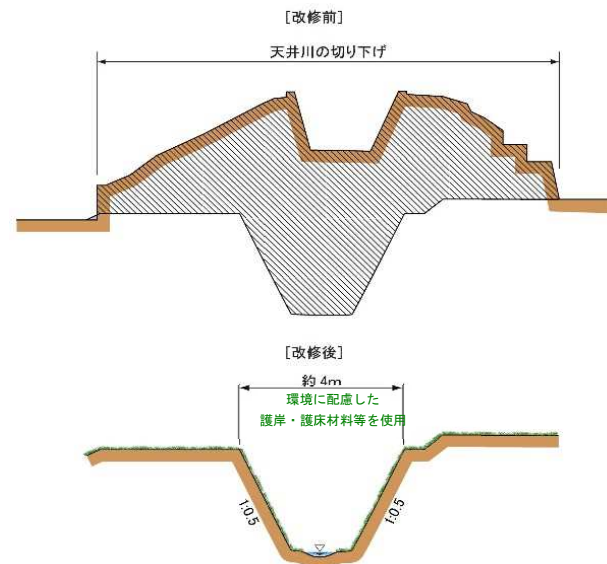 [改修前]
天井川の切り下げ
[改修後]
約4m
環境に配慮した
護岸・護床材料等を使用
1:0.5
1:0.5